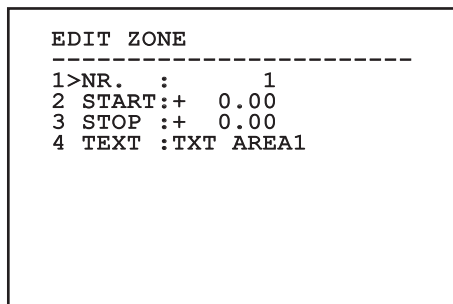 EDIT ZONE
------------------------
1>NR.  :      1
2 START:+  0.00
3 STOP :+  0.00
4 TEXT :TXT AREA1